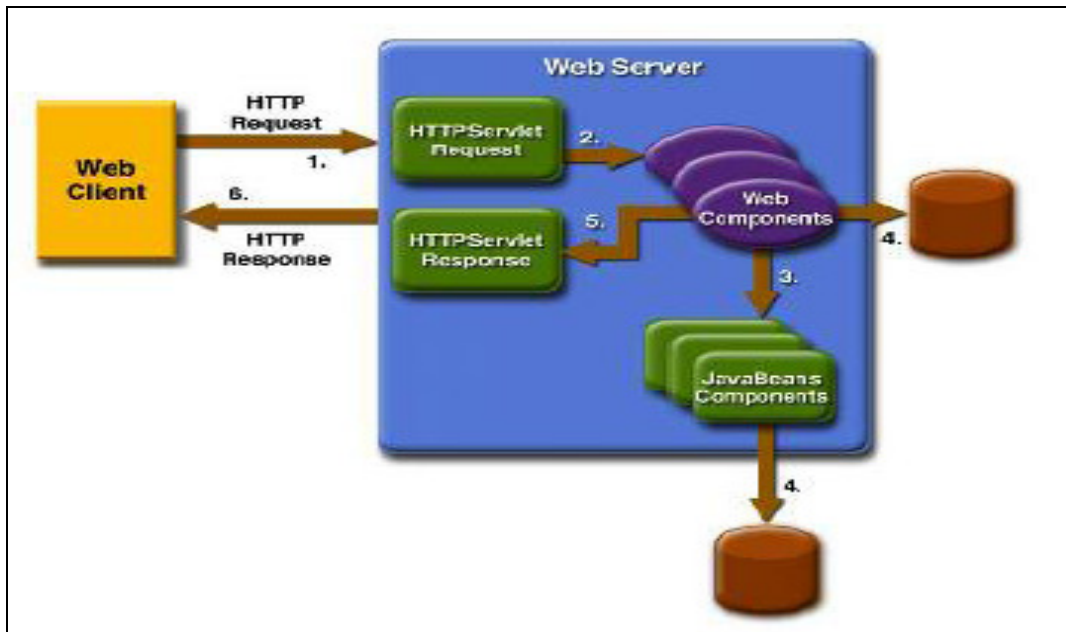 Web Server
HTTP
Request
1.
HTTPServlet
Request
2.
Web
Client
6.
HTTP
Response
HTTPServlet
Response
5.
Web
Components
4.
3.
JavaBeans
Components
4.